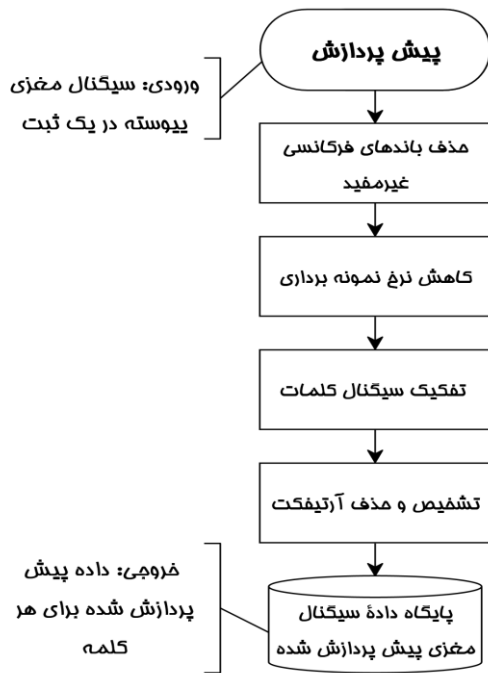 پیش پردازش
ورودی: سیگنال مغزی
پیوسته در یک ثبت
حذف باندهای فرکانسی
غیرمفید
کاهش نرخ نمونه برداری
تفکیک سیگنال کلمات
تشخیص و حذف آرتیفکت
خروجی: داده پیش
پردازش شده برای هر
کلمه
پایگاه دادهٔ سیگنال
مغزی پیش پردازش شده